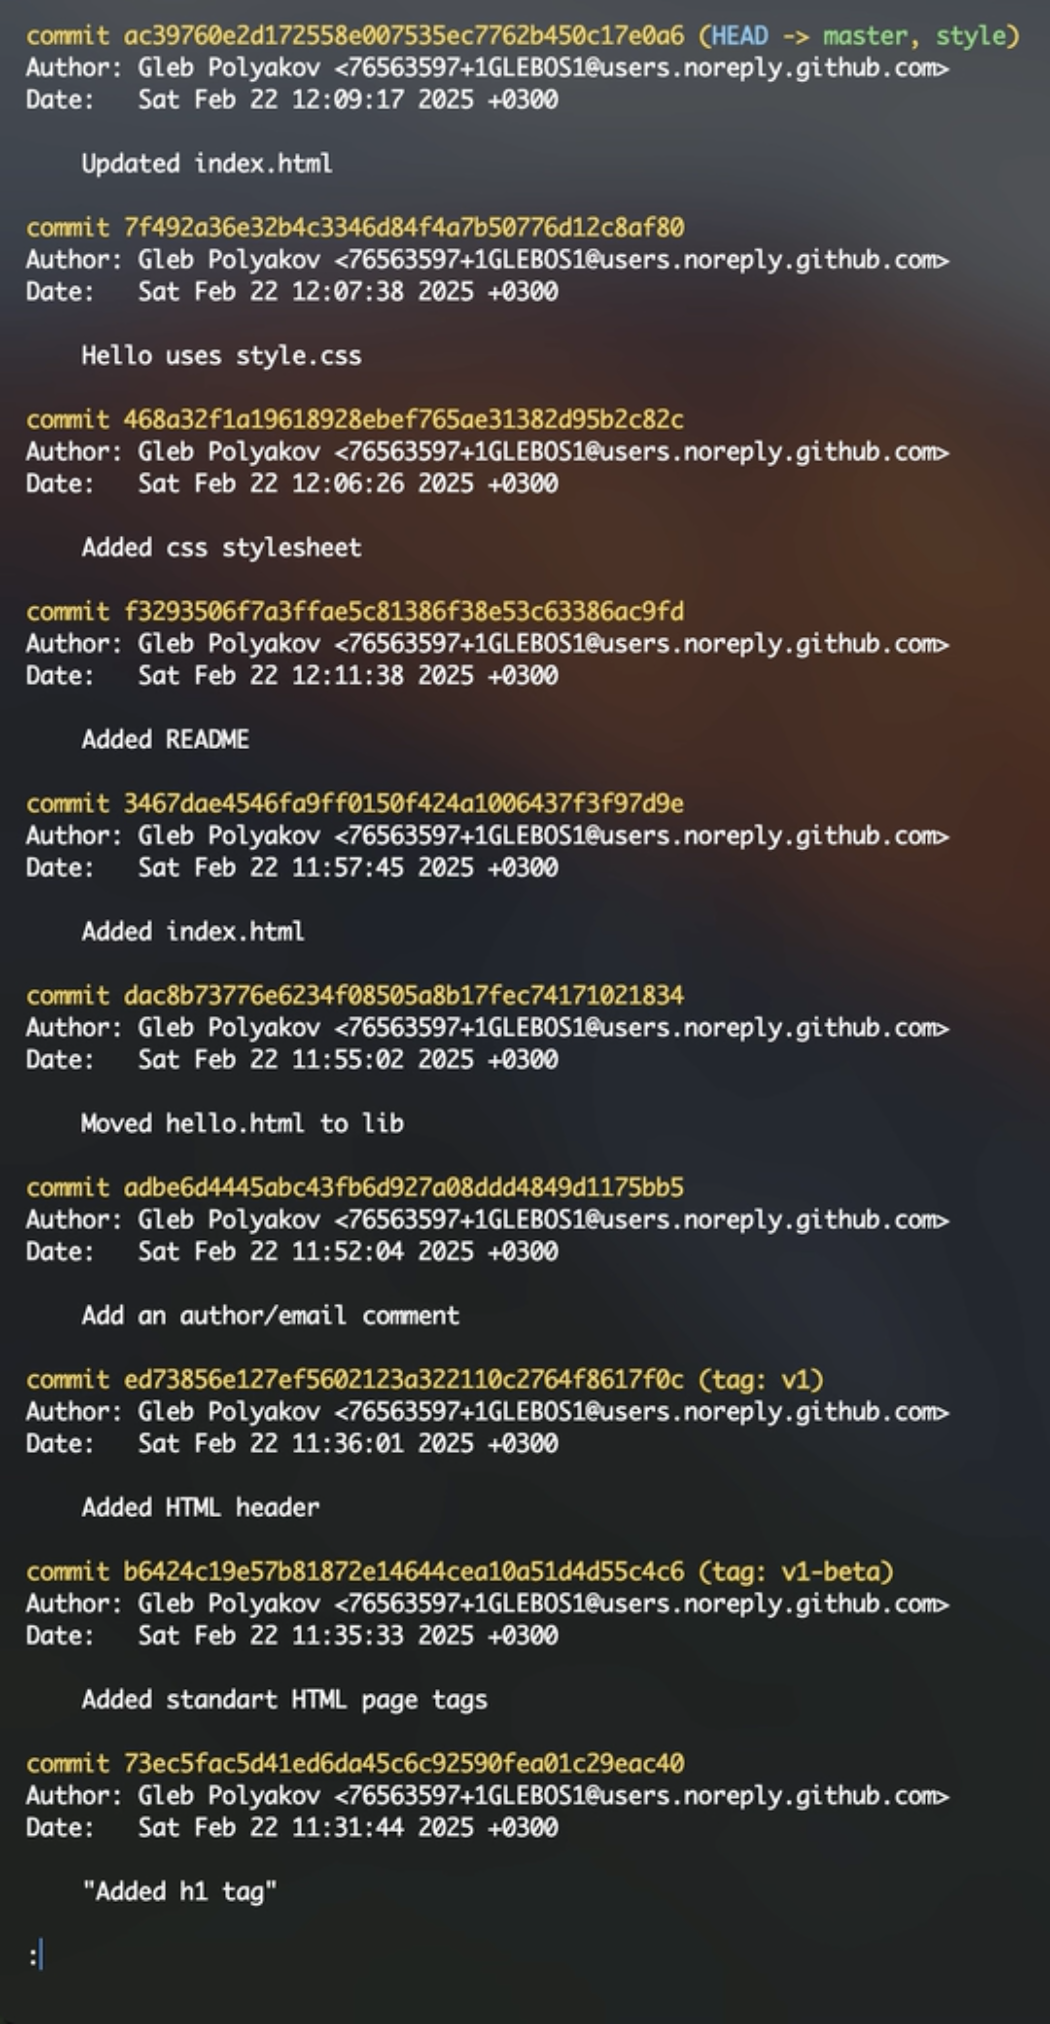 commit ac39760e2d172558e007535ec7762b450c17e0a6 (HEAD -> master, style)
Author: Gleb Polyakov <76563597+1GLEBOS1@users.noreply.github.com>
Date:   Sat Feb 22 12:09:17 2025 +0300
Updated index.html
commit 7f492a36e32b4c3346d84f4a7b50776d12c8af80
Author: Gleb Polyakov <76563597+1GLEBOS1@users.noreply.github.com>
Date:   Sat Feb 22 12:07:38 2025 +0300
Hello uses style.css
commit 468a32f1a19618928ebef765ae31382d95b2c82c
Author: Gleb Polyakov <76563597+1GLEBOS1@users.noreply.github.com>
Date:   Sat Feb 22 12:06:26 2025 +0300
Added css stylesheet
commit f3293506f7a3ffae5c81386f38e53c63386ac9fd
Author: Gleb Polyakov <76563597+1GLEBOS1@users.noreply.github.com>
Date:   Sat Feb 22 12:11:38 2025 +0300
Added README
commit 3467dae4546fa9ff0150f424a1006437f3f97d9e
Author: Gleb Polyakov <76563597+1GLEBOS1@users.noreply.github.com>
Date:   Sat Feb 22 11:57:45 2025 +0300
Added index.html
commit dac8b73776e6234f08505a8b17fec74171021834
Author: Gleb Polyakov <76563597+1GLEBOS1@users.noreply.github.com>
Date:   Sat Feb 22 11:55:02 2025 +0300
Moved hello.html to lib
commit adbe6d4445abc43fb6d927a08ddd4849d1175bb5
Author: Gleb Polyakov <76563597+1GLEBOS1@users.noreply.github.com>
Date:   Sat Feb 22 11:52:04 2025 +0300
Add an author/email comment
commit ed73856e127ef5602123a322110c2764f8617f0c (tag: v1)
Author: Gleb Polyakov <76563597+1GLEBOS1@users.noreply.github.com>
Date:   Sat Feb 22 11:36:01 2025 +0300
Added HTML header
commit b6424c19e57b81872e14644cea10a51d4d55c4c6 (tag: v1-beta)
Author: Gleb Polyakov <76563597+1GLEBOS1@users.noreply.github.com>
Date:   Sat Feb 22 11:35:33 2025 +0300
Added standart HTML page tags
commit 73ec5fac5d41ed6da45c6c92590fea01c29eac40
Author: Gleb Polyakov <76563597+1GLEBOS1@users.noreply.github.com>
Date:   Sat Feb 22 11:31:44 2025 +0300
"Added h1 tag"
: